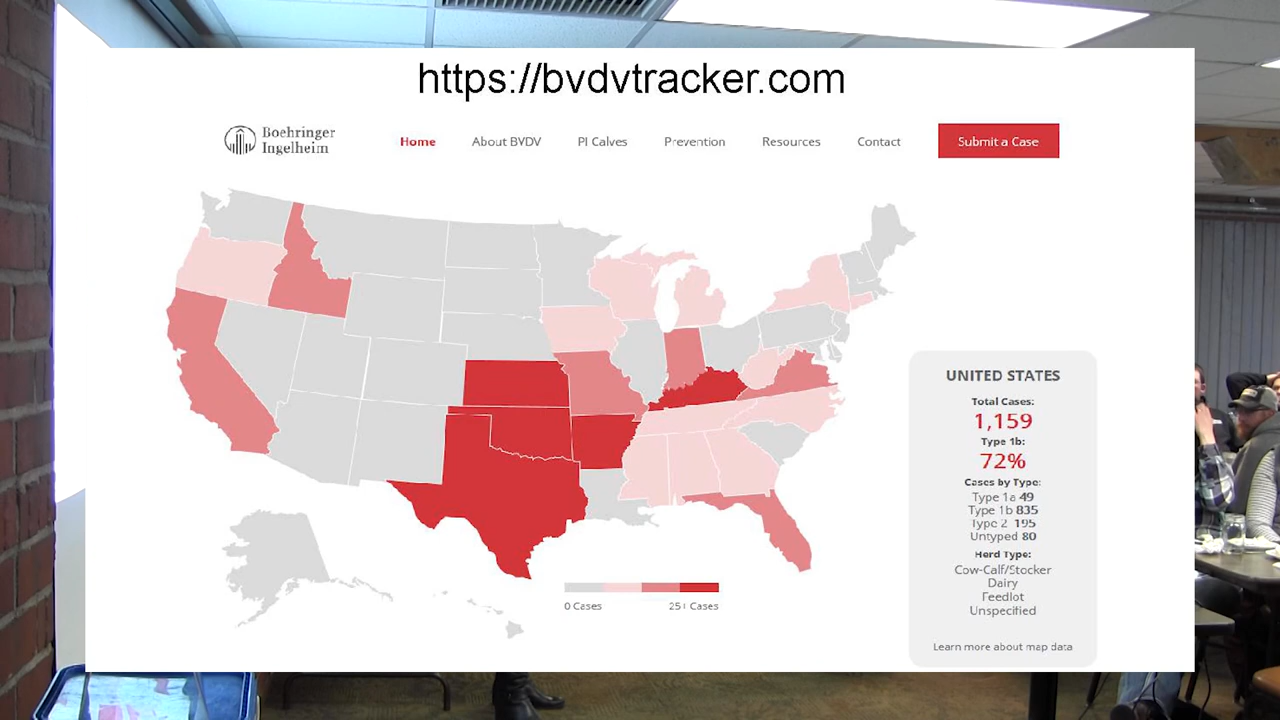 https://bvdvtracker.com
Boehringer
Ingelheim
Home About BVDV PI Calves Prevention Resources Contact Submit a Case
UNITED STATES
Total Cases:
1,159
Type 1b:
72%
Cases by Type:
Type 1a 49
Type 1b 835
Type 2 195
Untyped 80
Herd Type:
Cow-Calf/Stocker
Dairy
Feedlot
Unspecified
Learn more about map data
0 Cases 25+ Cases